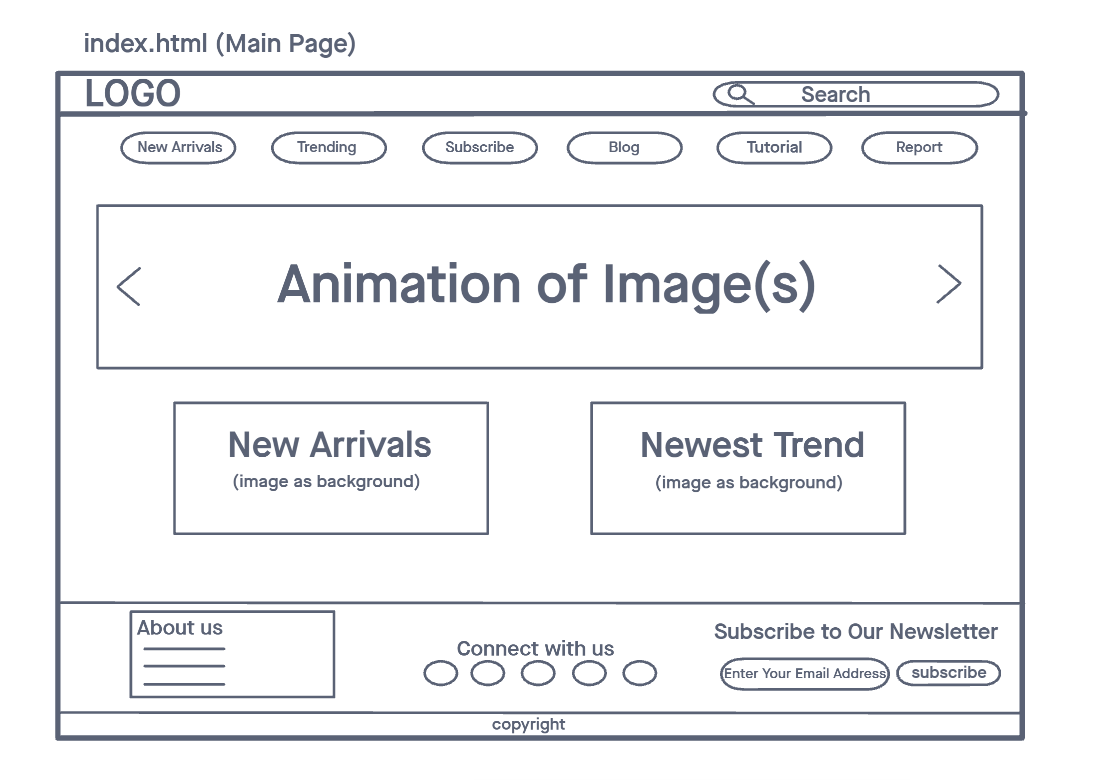 index.html (Main Page)
LOGO
Search
New Arrivals
Trending
Subscribe
Blog
Tutorial
Report
Animation of Image(s)
New Arrivals
(image as background)
Newest Trend
(image as background)
About us
Connect with us
Subscribe to Our Newsletter
Enter Your Email Address
subscribe
copyright